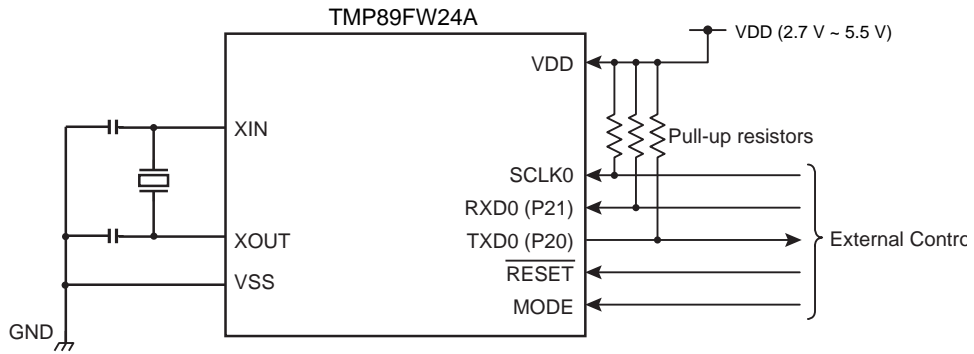 TMP89FW24A
VDD (2.7 V ~ 5.5 V)
VDD
XIN
Pull-up resistors
SCLK0
RXD0 (P21)
XOUT
TXD0 (P20)
External Contro
VSS
RESET
MODE
GND